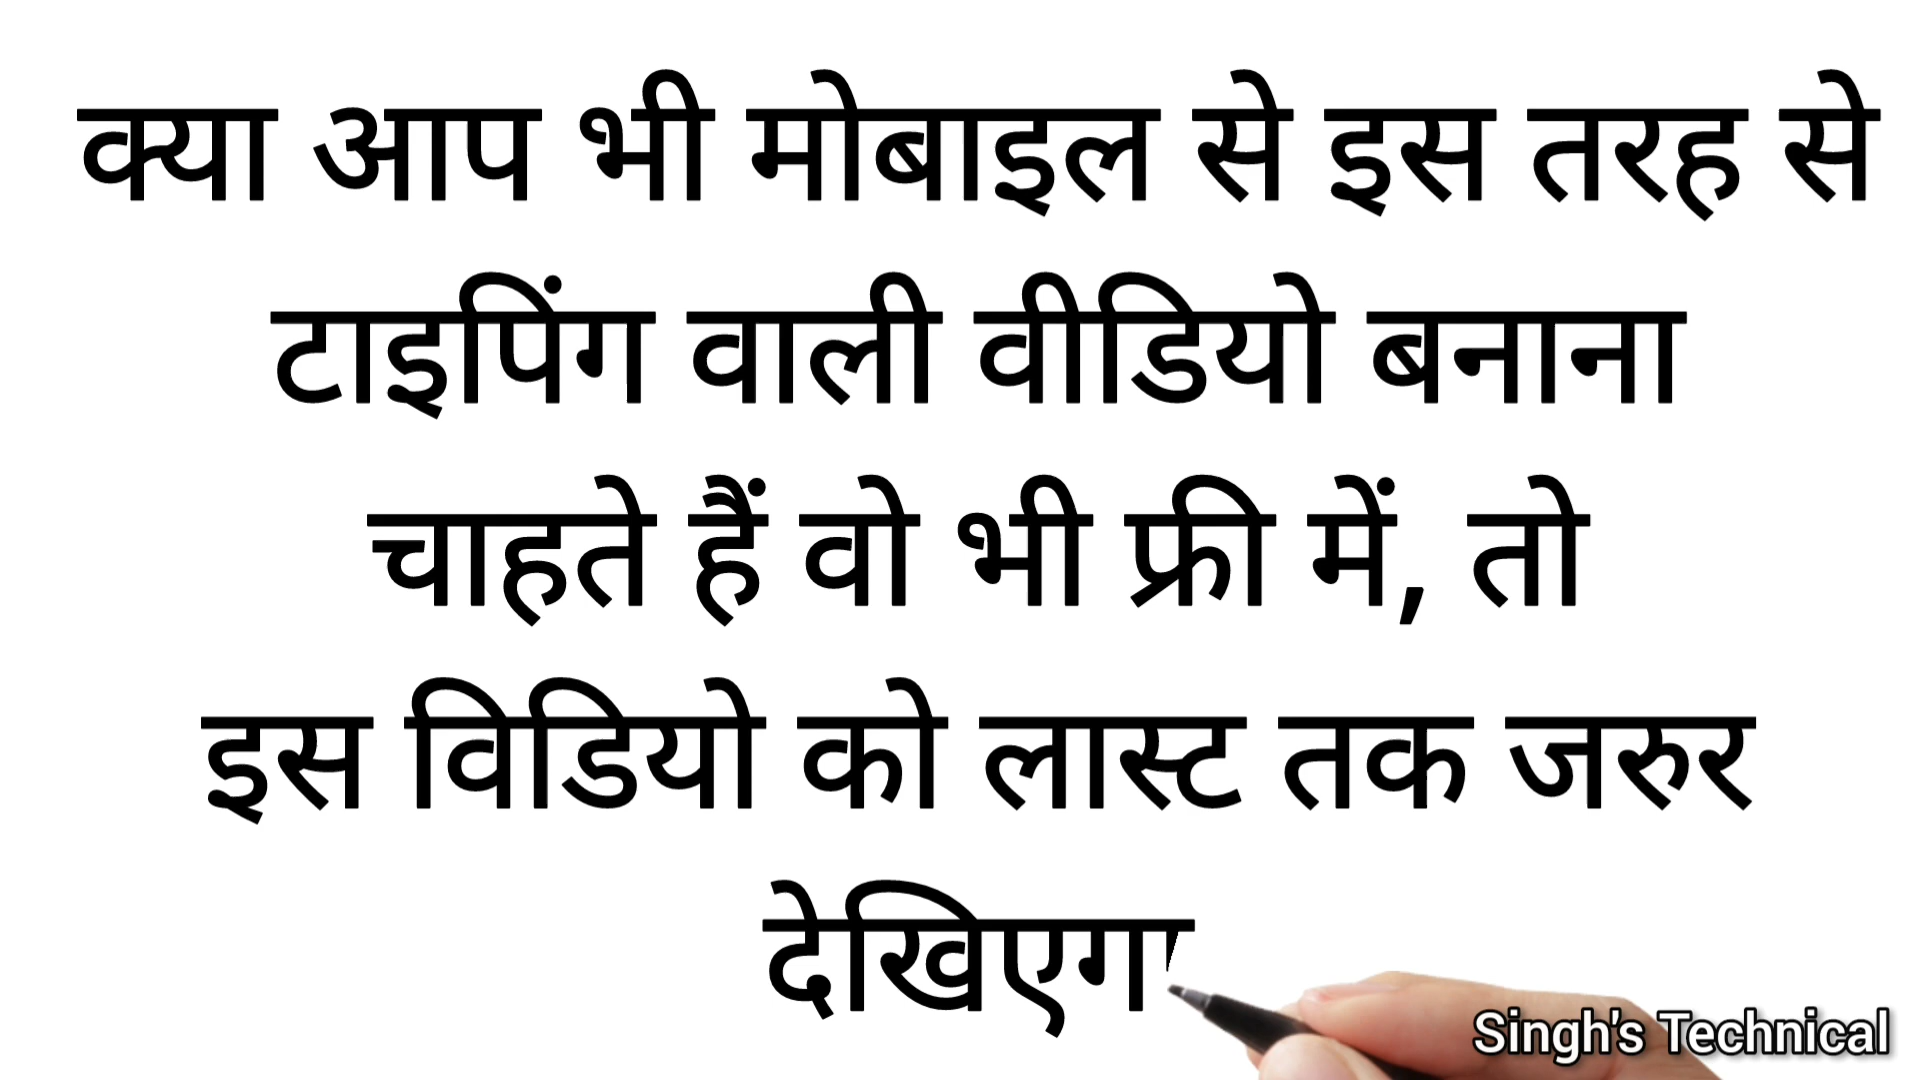 क्या आप भी मोबाइल से इस तरह से
टाइपिंग वाली वीडियो बनाना
चाहते हैं वो भी फ्री में, तो
इस विडियो को लास्ट तक जरुर
देखिएगा
Singh's Technical